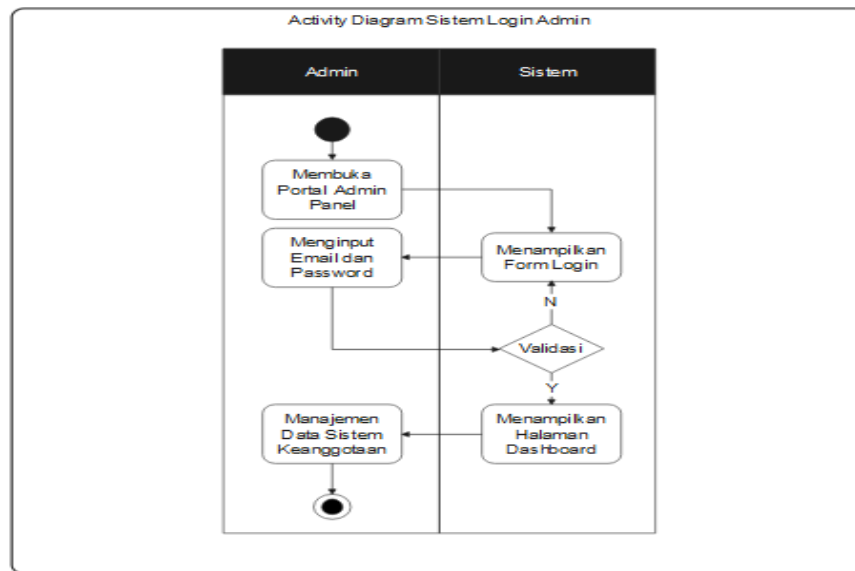 Activity Diagram Sistem Login Admin
Admin
Sistem
Membuka
Portal Admin
Panel
Menginput
Email dan
Password
Menampilkan
Form Login
N
Validasi
Y
Manajemen
Data Sistem
Keanggotaan
Menampilkan
Halaman
Dashboard